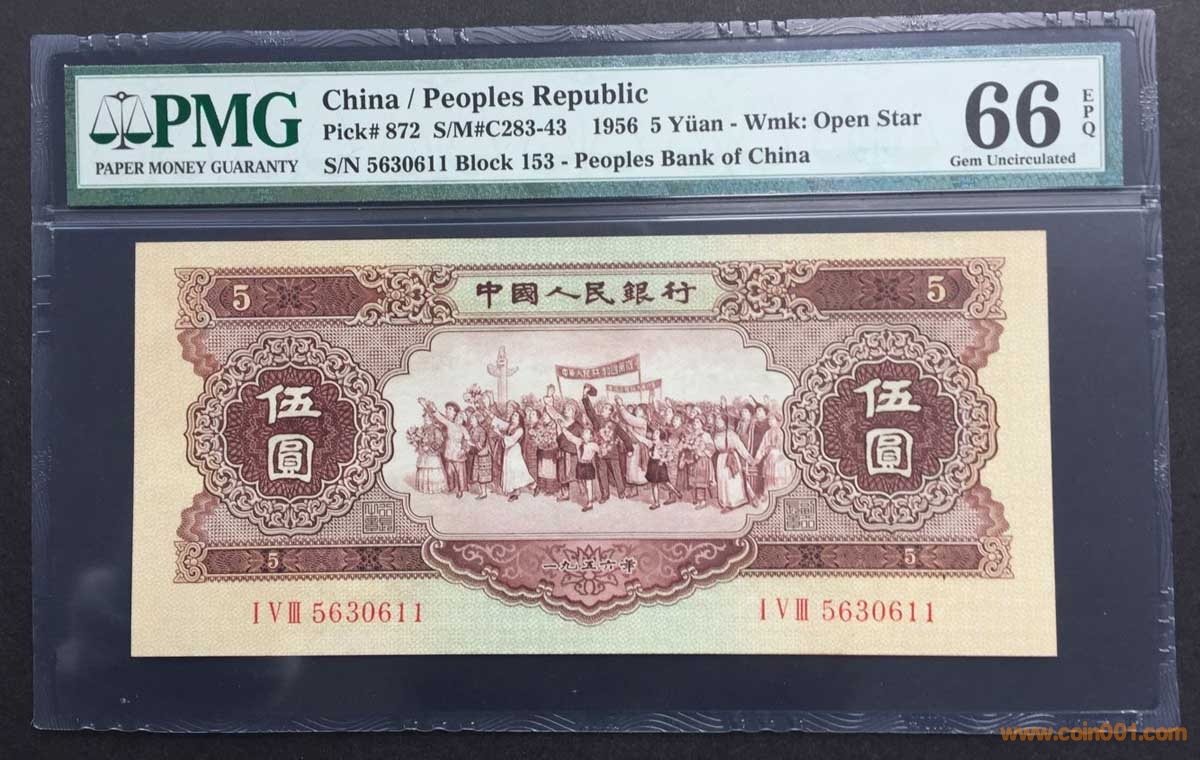 PMG
PAPER MONEY GUARANTY
China / Peoples Republic
Pick# 872 S/M#C283-43 1956 5 Yüan - Wmk: Open Star
S/N 5630611 Block 153 - Peoples Bank of China
66
EPQ
Gem Uncirculated
5
中國人民銀行
5
伍圓
伍圓
5
一九五六年
5
I V III 5630611
I V III 5630611
www.coin001.com